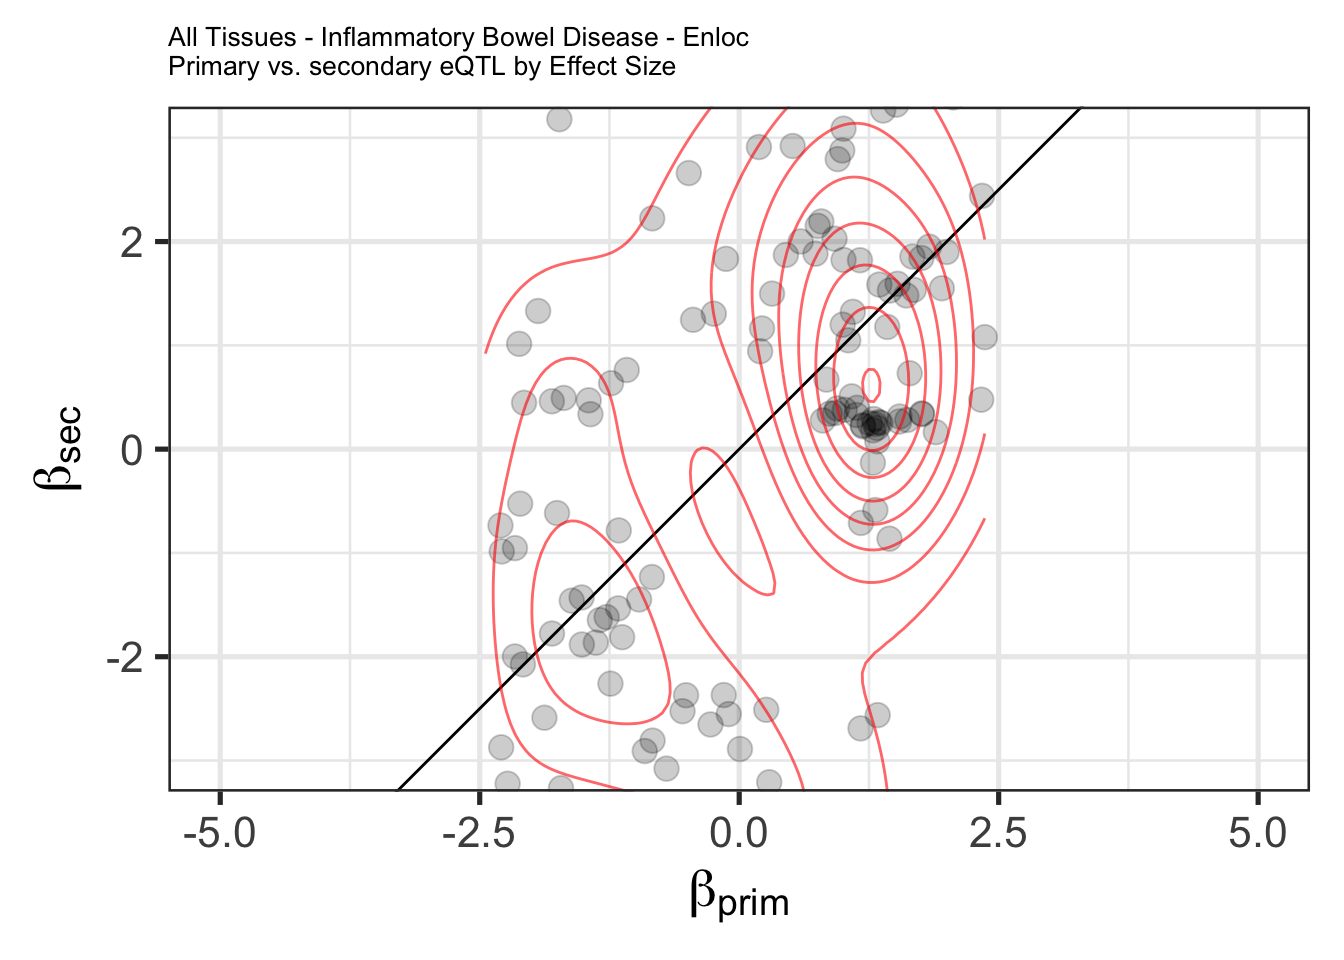 All Tissues - Inflammatory Bowel Disease - Enloc
Primary vs. secondary eQTL by Effect Size
βsec
2
0
-2
-5.0 -2.5 0.0 2.5 5.0
βprim